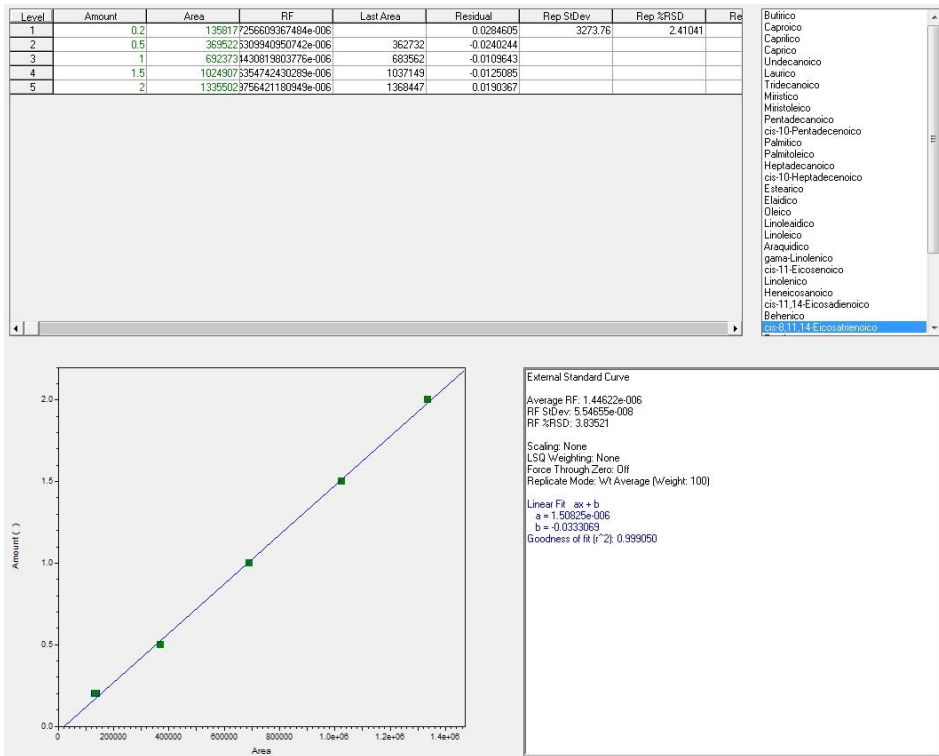 Level Amount Area RF Last Area Residual Rep StDev Rep %RSD Re
1 0.2 135817 7256609367484e-006 0.0284605 3273.76 2.41041
2 0.5 369522 5309940950742e-006 362732 -0.0240244
3 1 692373 4430819803776e-006 683562 -0.0109643
4 1.5 1024907 6354742430289e-006 1037149 -0.0125085
5 2 1335502 9756421180949e-006 1368447 0.0190367
Butirico
Caproico
Caprilico
Caprico
Undecanoico
Laurico
Tridecanoico
Miristico
Miristoleico
Pentadecanoico
cis-10-Pentadecenoico
Palmitico
Palmitoleico
Heptadecanoico
cis-10-Heptadecenoico
Estearico
Elaidico
Oleico
Linoleaidico
Linoleico
Araquidico
gama-Linolenico
cis-11-Eicosenoico
Linolenico
Heneicosanoico
cis-11,14-Eicosadienoico
Behenico
cis-8,11,14-Eicosatrienoico
Amount ( )
2.0
1.5
1.0
0.5
0.0
0 200000 400000 600000 800000 1.0e+06 1.2e+06 1.4e+06
Area
External Standard Curve
Average RF: 1.44622e-006
RF StDev: 5.54655e-008
RF %RSD: 3.83521
Scaling: None
LSQ Weighting: None
Force Through Zero: Off
Replicate Mode: Wt Average (Weight: 100)
Linear Fit ax + b
a = 1.50825e-006
b = -0.0333069
Goodness of fit (r^2): 0.999050